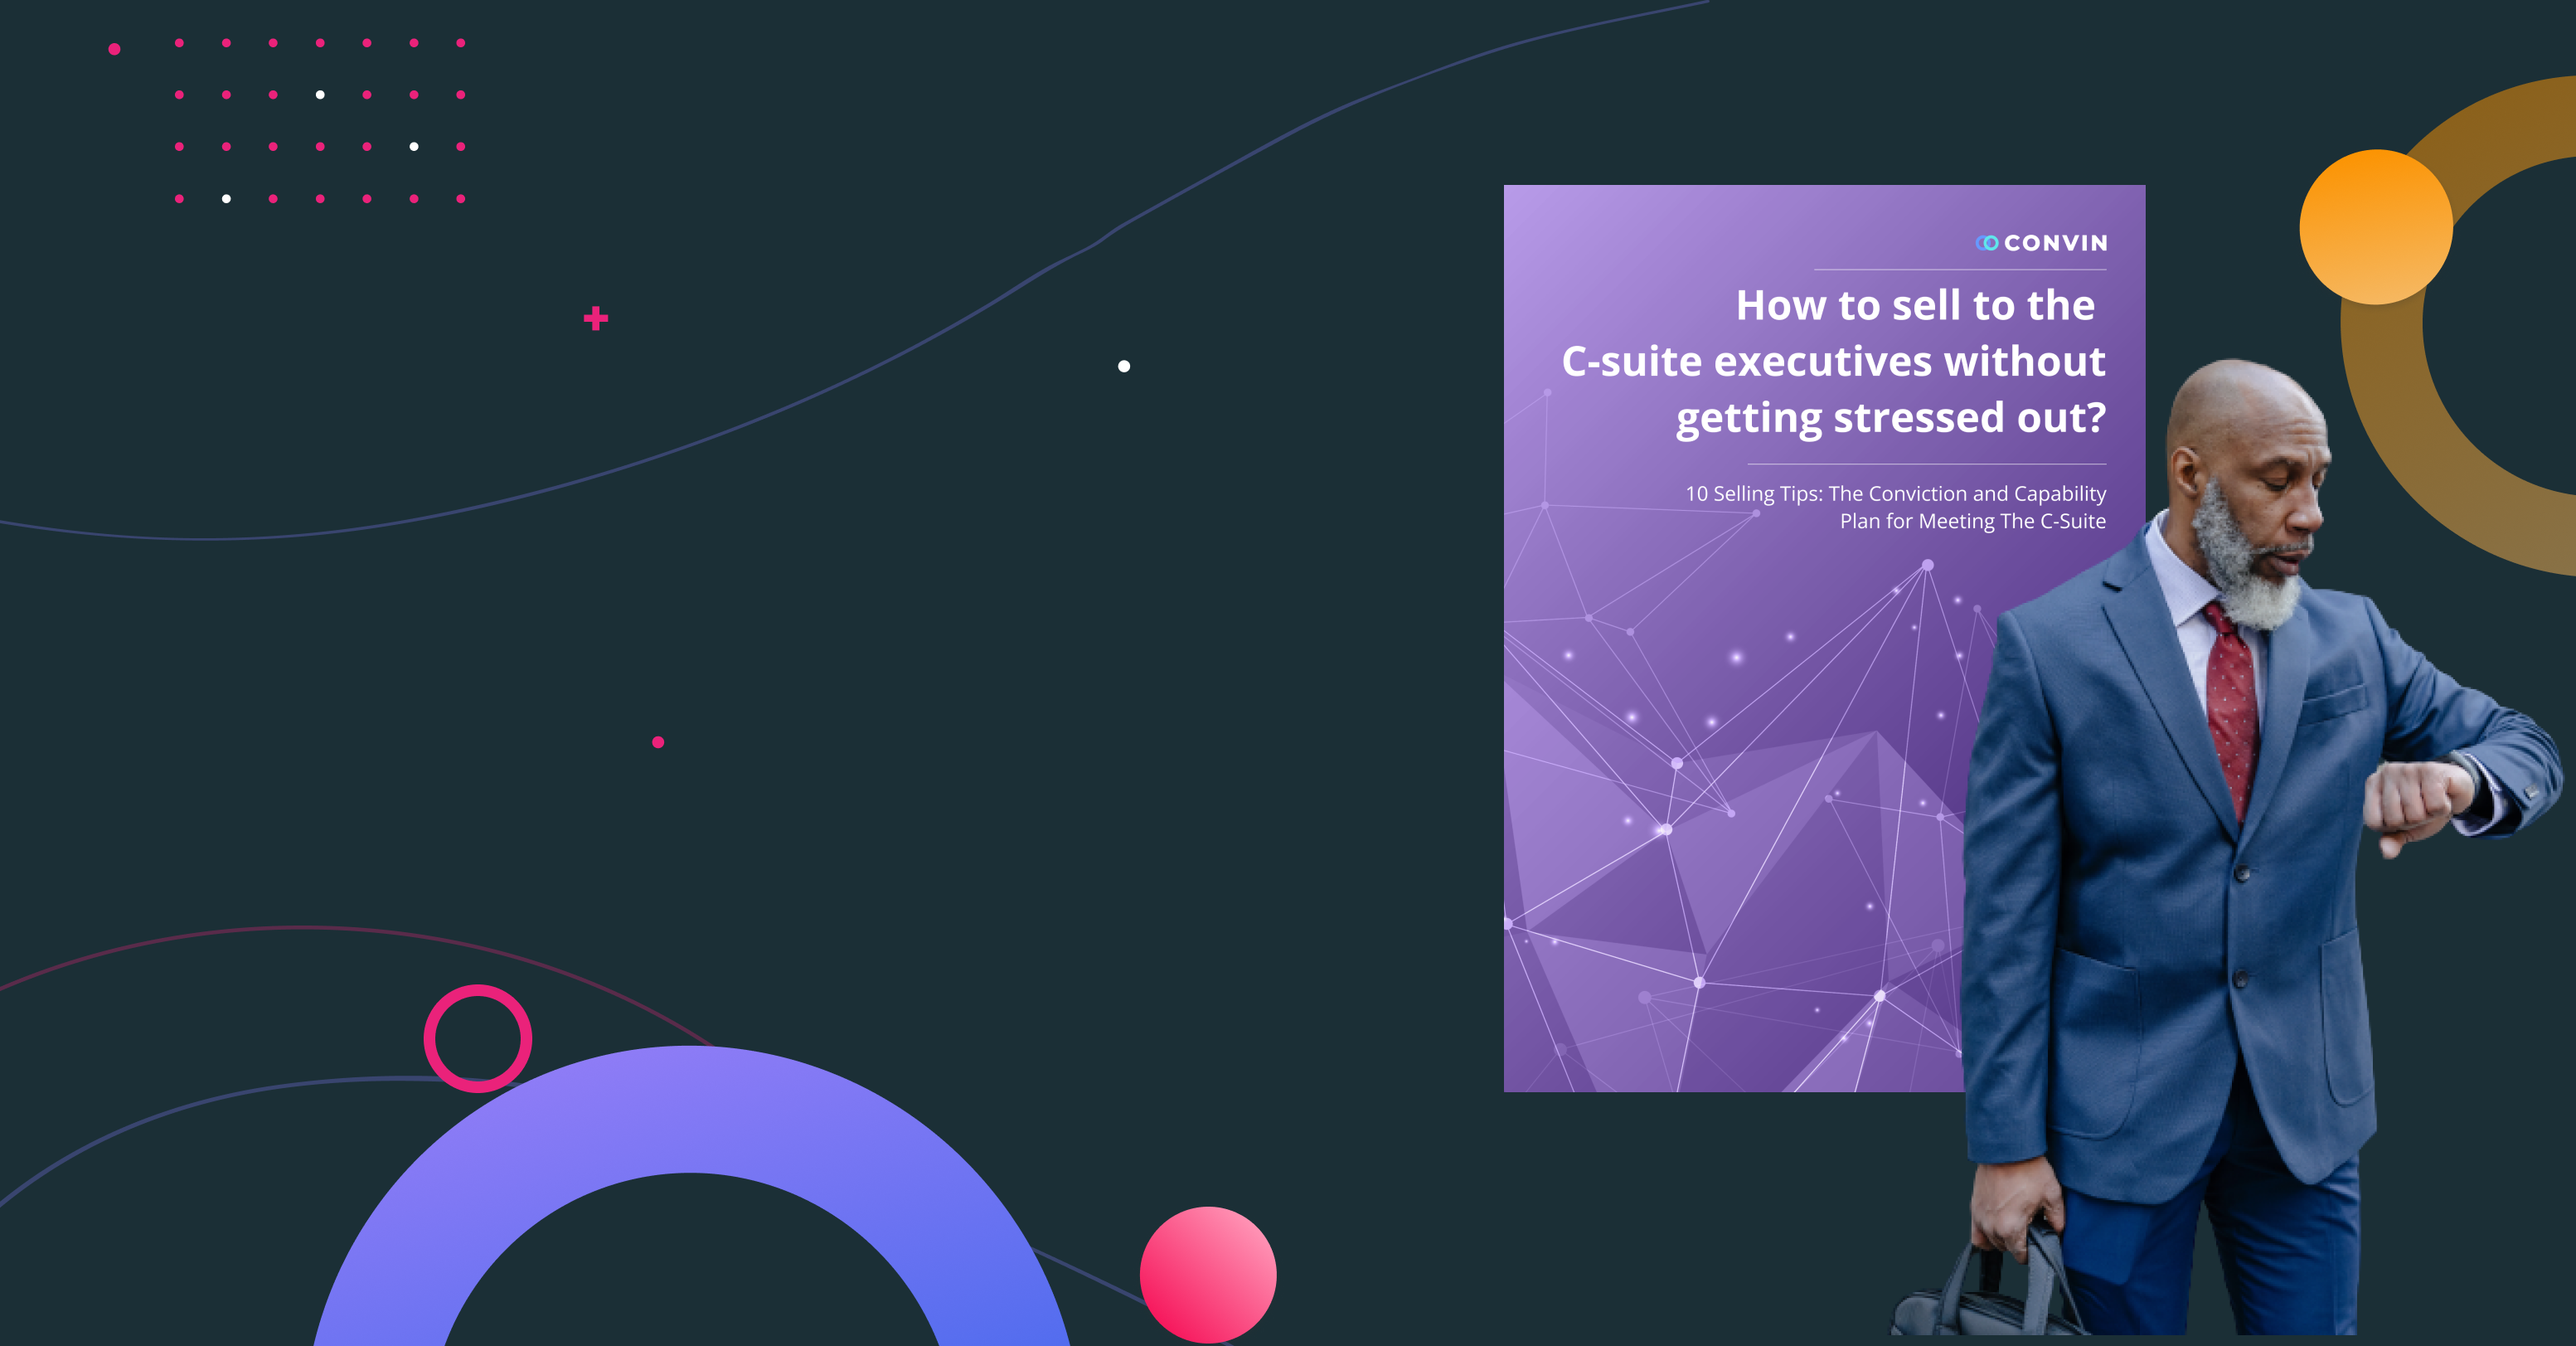 CONVIN
How to sell to the
C-suite executives without
getting stressed out?
10 Selling Tips: The Conviction and Capability
Plan for Meeting The C-Suite